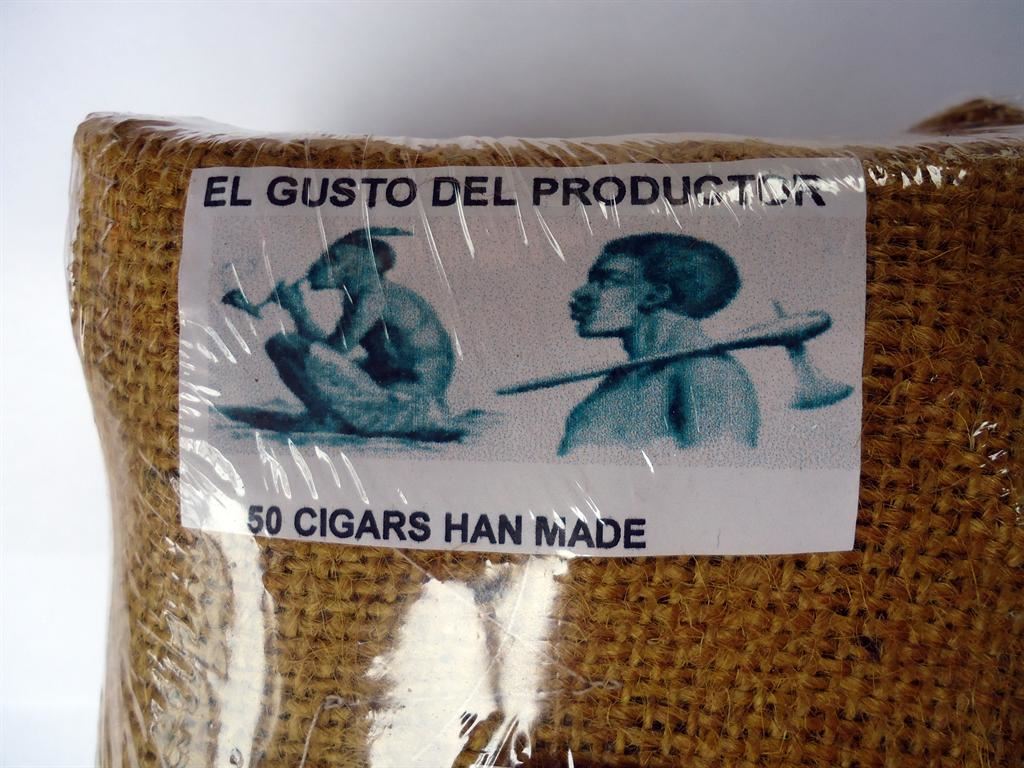 EL GUSTO DEL PRODUCTOR
50 CIGARS HAN MADE